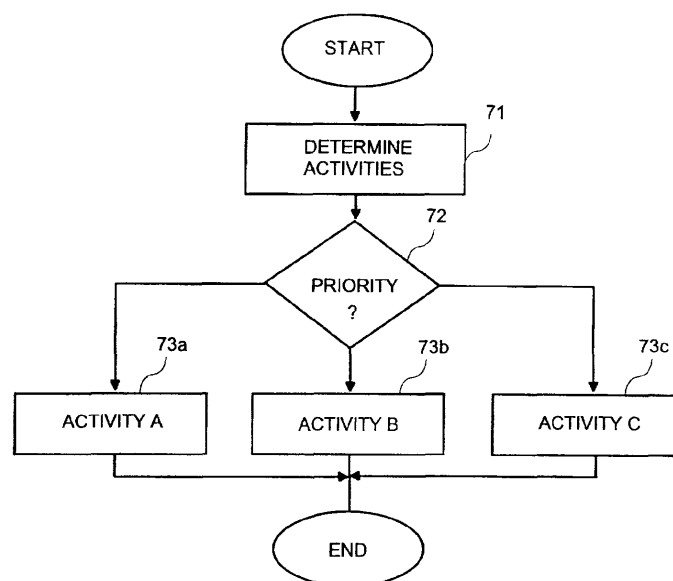 START
71
DETERMINE
ACTIVITIES
72
PRIORITY
?
73a
73b
73c
ACTIVITY A
ACTIVITY B
ACTIVITY C
END